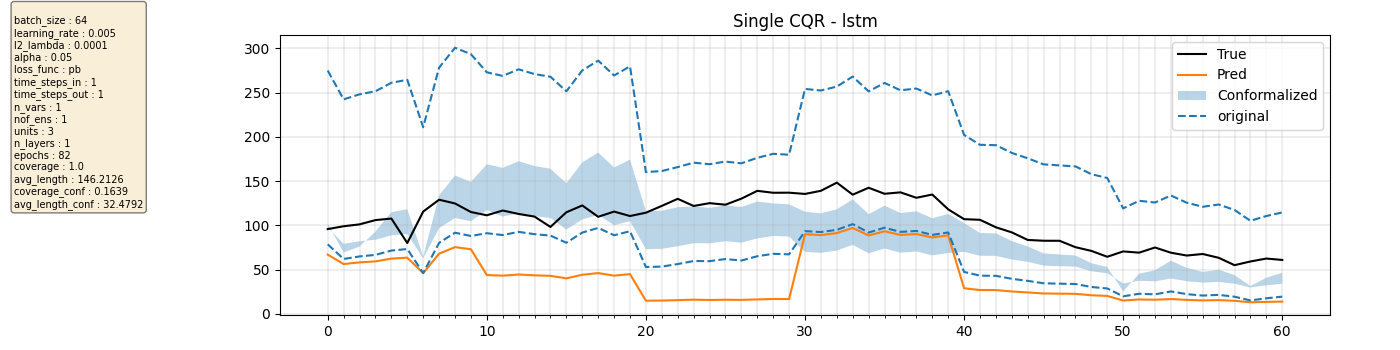 batch_size : 64
learning_rate : 0.005
l2_lambda : 0.0001
alpha : 0.05
loss_func : pb
time_steps_in : 1
time_steps_out : 1
n_vars : 1
nof_ens : 1
units : 3
n_layers : 1
epochs : 82
coverage : 1.0
avg_length : 146.2126
coverage_conf : 0.1639
avg_length_conf : 32.4792
Single CQR - lstm
300
250
200
150
100
50
0
0 10 20 30 40 50 60
True
Pred
Conformalized
original